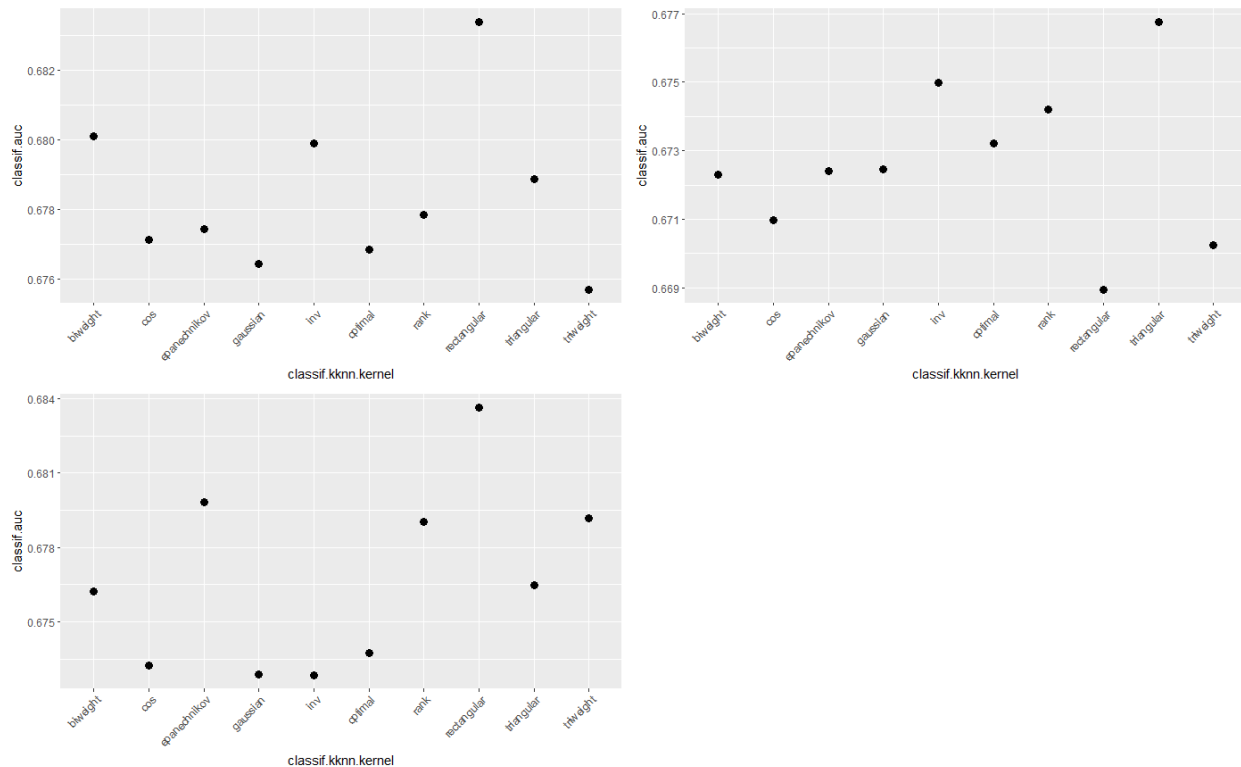 classif.auc
0.682
0.680
0.678
0.676
biweight
cos
epanechnikov
gaussian
inv
optimal
rank
rectangular
triangular
triweight
classif.kknn.kernel
classif.auc
0.677
0.675
0.673
0.671
0.669
biweight
cos
epanechnikov
gaussian
inv
optimal
rank
rectangular
triangular
triweight
classif.kknn.kernel
classif.auc
0.684
0.681
0.678
0.675
biweight
cos
epanechnikov
gaussian
inv
optimal
rank
rectangular
triangular
triweight
classif.kknn.kernel